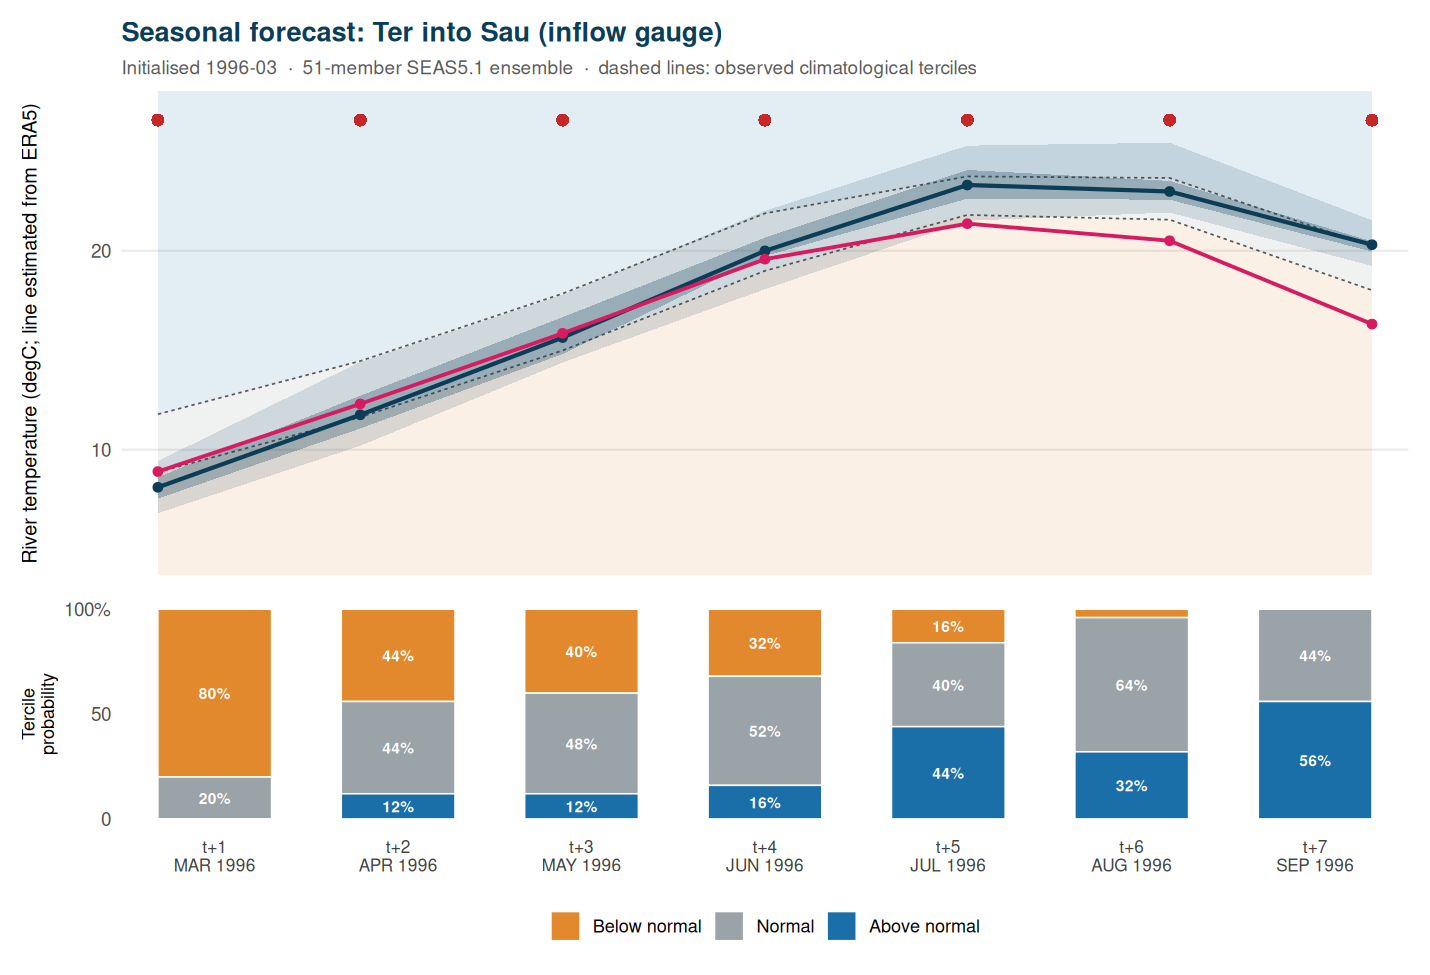 Seasonal forecast: Ter into Sau (inflow gauge)
Initialised 1996-03 · 51-member SEAS5.1 ensemble · dashed lines: observed climatological terciles
River temperature (degC; line estimated from ERA5)
20
10
Tercile
probability
100%
50
0
80%
20%
44%
44%
12%
40%
48%
12%
32%
52%
16%
16%
40%
44%
64%
32%
44%
56%
t+1
MAR 1996
t+2
APR 1996
t+3
MAY 1996
t+4
JUN 1996
t+5
JUL 1996
t+6
AUG 1996
t+7
SEP 1996
Below normal
Normal
Above normal